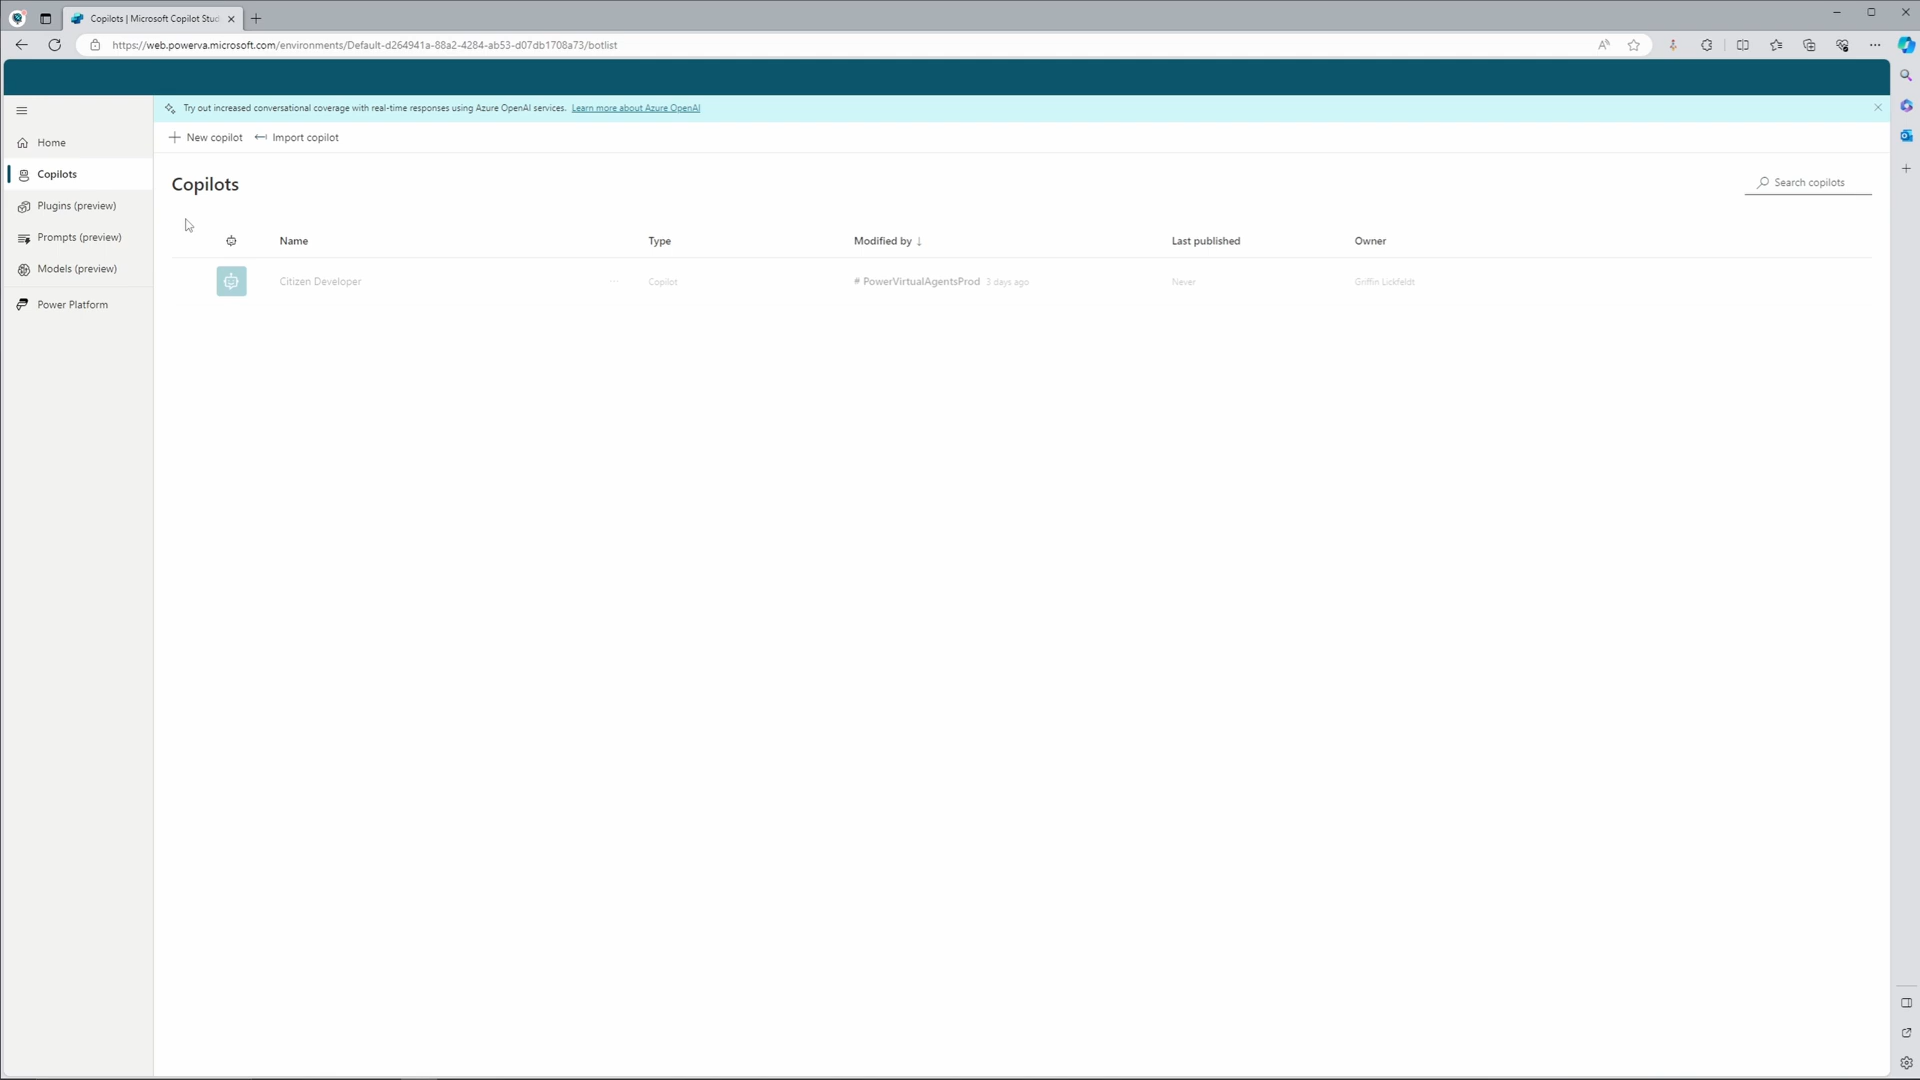 Copilots | Microsoft Copilot Stud
https://web.powerva.microsoft.com/environments/Default-d264941a-88a2-4284-ab53-d07db1708a73/botlist
Try out increased conversational coverage with real-time responses using Azure OpenAI services. Learn more about Azure OpenAI
New copilot Import copilot
Home
Copilots
Plugins (preview)
Prompts (preview)
Models (preview)
Power Platform
Copilots
Search copilots
Name Type Modified by ↓ Last published Owner
Citizen Developer ... Copilot # PowerVirtualAgentsProd 3 days ago Never Griffin Lickfeldt